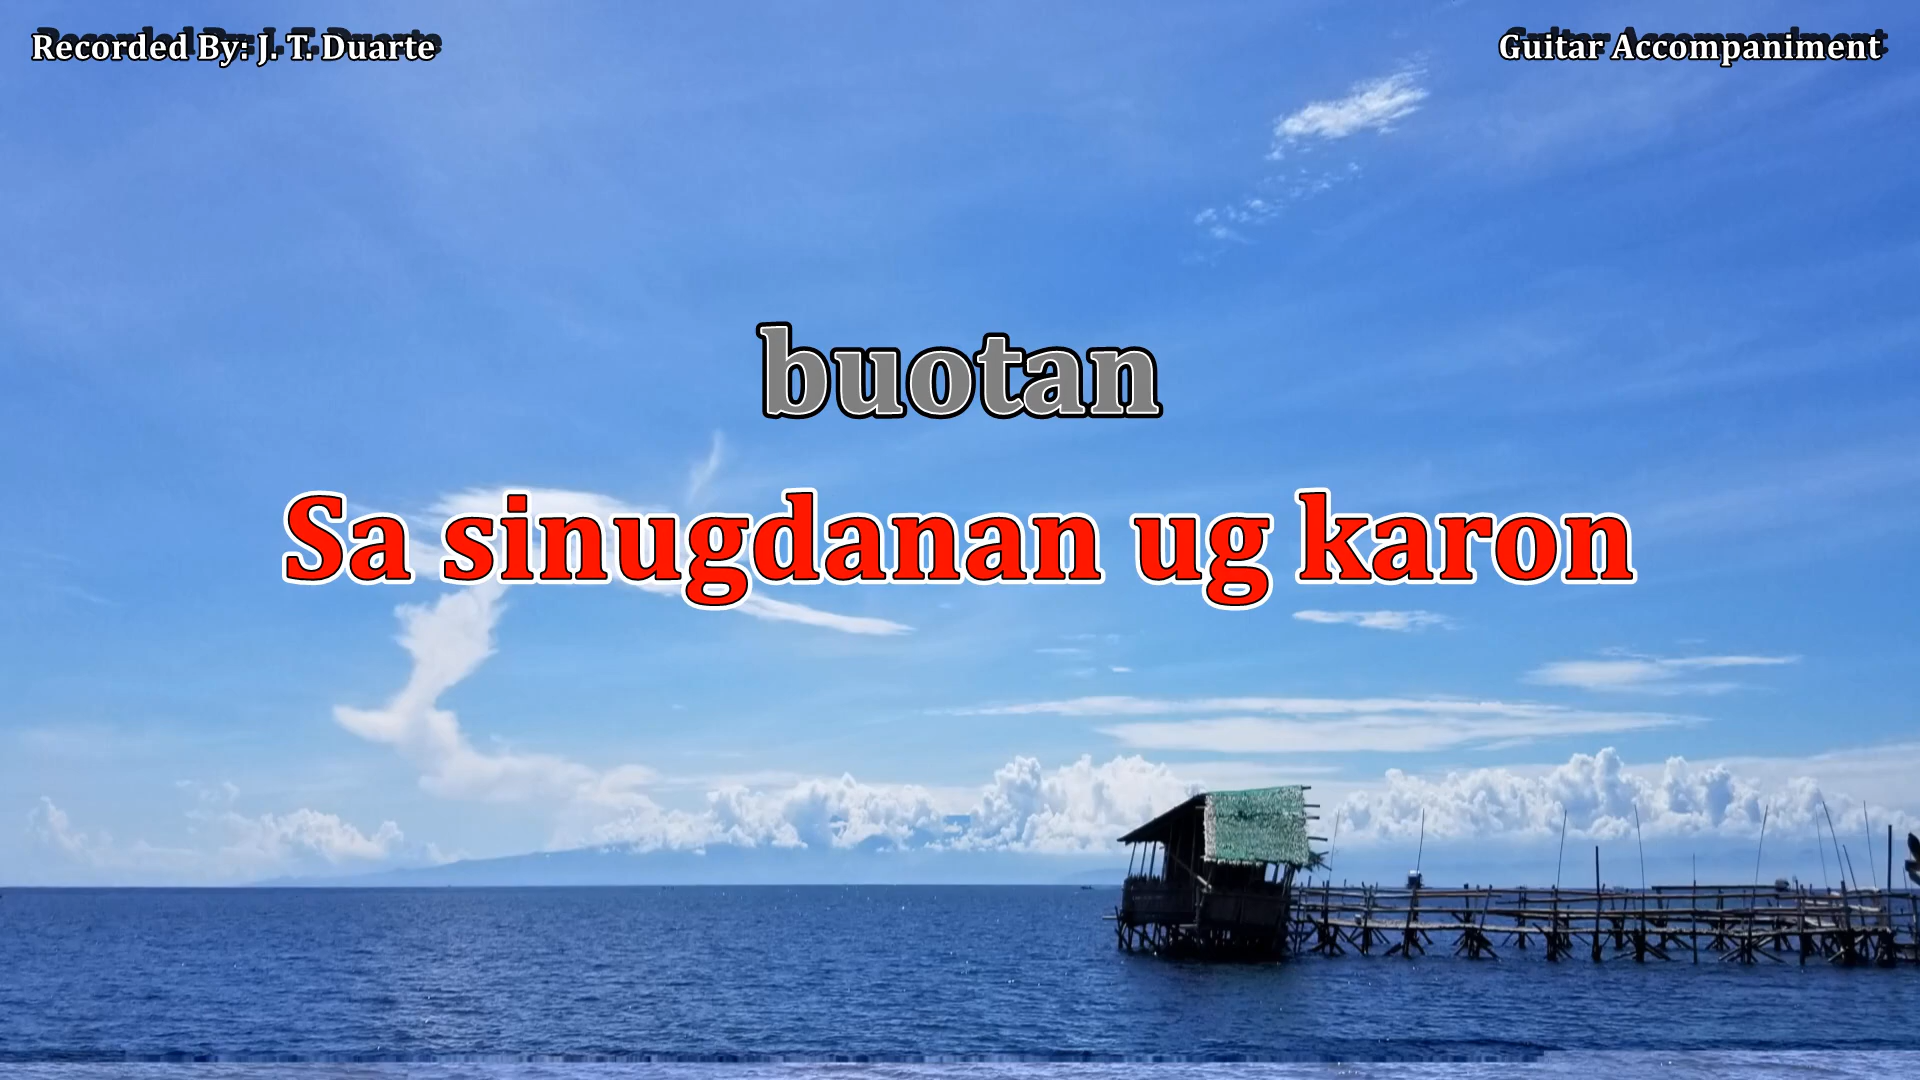 Recorded By: J. T. Duarte
Guitar Accompaniment
buotan
Sa sinugdanan ug karon